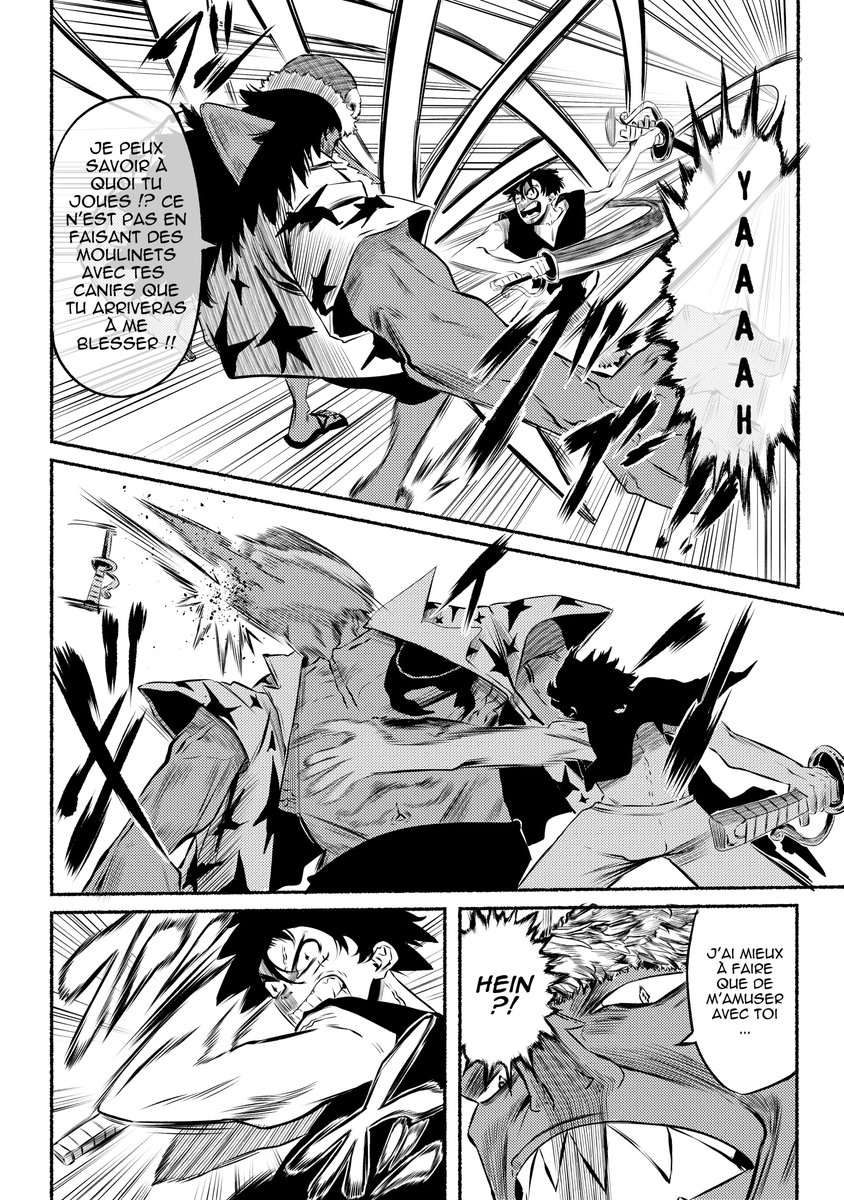 JE PEUX
SAVOIR À
QUOI TU
JOUES !? CE
N'EST PAS EN
FAISANT DES
MOULINETS
AVEC TES
CANIFS QUE
TU ARRIVERAS
À ME
BLESSER !!
YAAAAH
HEIN
?!
J'AI MIEUX
À FAIRE
QUE DE
M'AMUSER
AVEC TOI
...